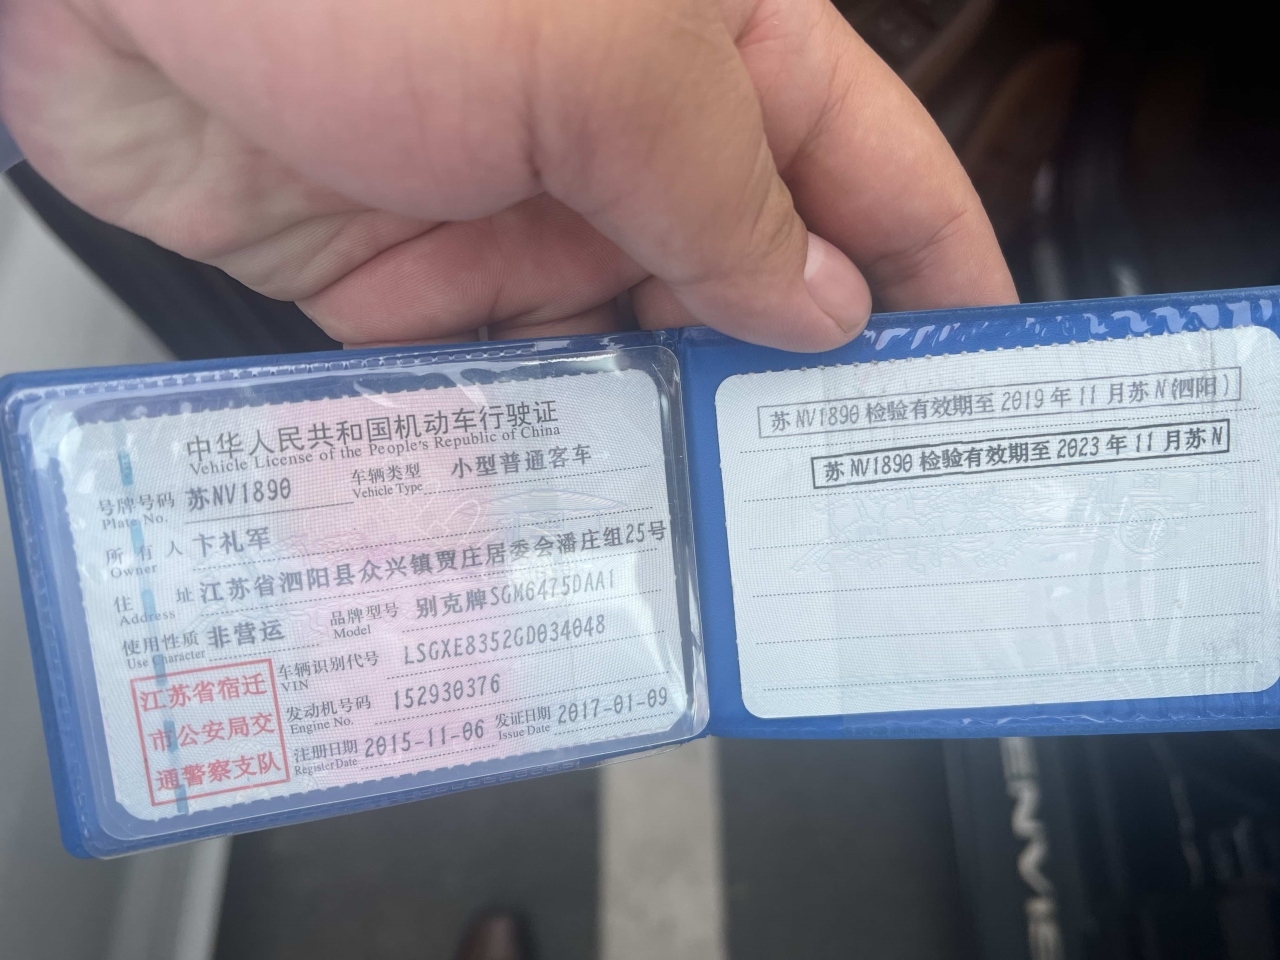 中华人民共和国机动车行驶证
Vehicle License of the People's Republic of China
号牌号码 苏NV1890 车辆类型 小型普通客车
Plate No. Vehicle Type
所有人 卞礼军
Owner
住址 江苏省泗阳县众兴镇贾庄居委会潘庄组25号
Address
使用性质 非营运 品牌型号 别克牌SGM6475DAA1
Use Character Model
车辆识别代号 LSGXE8352GD034048
VIN
发动机号码 152930376
Engine No.
注册日期 2015-11-06 发证日期 2017-01-09
Register Date Issue Date
江苏省宿迁
市公安局交
通警察支队
苏NV1890 检验有效期至 2019 年 11 月苏 N (泗阳)
苏 NV1890 检验有效期至 2023 年 11 月苏 N
ENVI